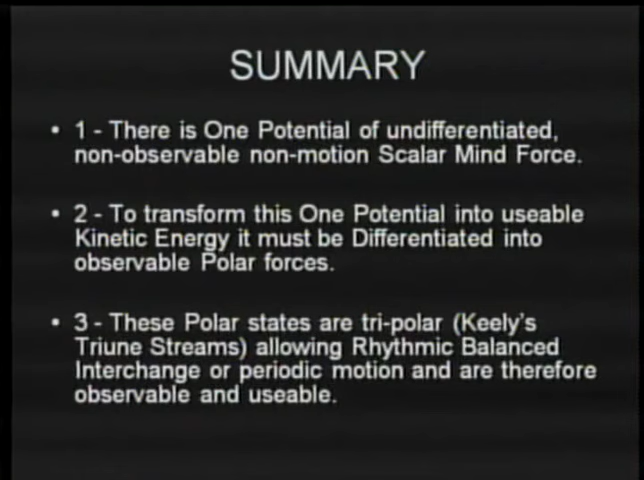 SUMMARY
• 1 - There is One Potential of undifferentiated,
non-observable non-motion Scalar Mind Force.
• 2 - To transform this One Potential into useable
Kinetic Energy it must be Differentiated into
observable Polar forces.
• 3 - These Polar states are tri-polar (Keely's
Triune Streams) allowing Rhythmic Balanced
Interchange or periodic motion and are therefore
observable and useable.